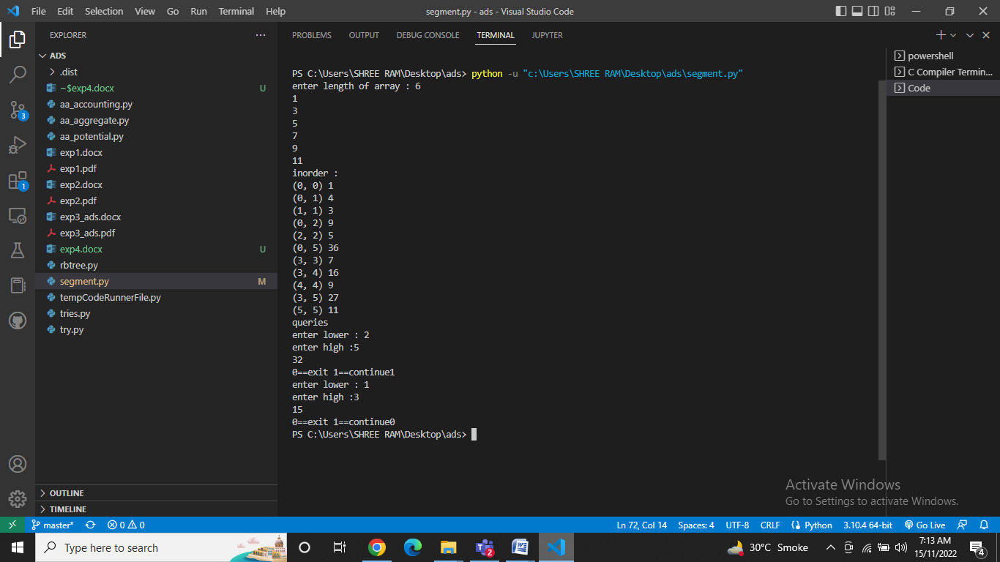 File Edit Selection View Go Run Terminal Help segment.py - ads - Visual Studio Code
EXPLORER
ADS
.dist
~$exp4.docx U
aa_accounting.py
aa_aggregate.py
aa_potential.py
exp1.docx
exp1.pdf
exp2.docx
exp2.pdf
exp3_ads.docx
exp3_ads.pdf
exp4.docx U
rbtree.py
segment.py M
tempCodeRunnerFile.py
tries.py
try.py
OUTLINE
TIMELINE
3
1
PROBLEMS OUTPUT DEBUG CONSOLE TERMINAL JUPYTER
PS C:\Users\SHREE RAM\Desktop\ads> python -u "c:\Users\SHREE RAM\Desktop\ads\segment.py"
enter length of array : 6
1
3
5
7
9
11
inorder :
(0, 0) 1
(0, 1) 4
(1, 1) 3
(0, 2) 9
(2, 2) 5
(0, 5) 36
(3, 3) 7
(3, 4) 16
(4, 4) 9
(3, 5) 27
(5, 5) 11
queries
enter lower : 2
enter high :5
32
0==exit 1==continue1
enter lower : 1
enter high :3
15
0==exit 1==continue0
PS C:\Users\SHREE RAM\Desktop\ads>
powershell
C Compiler Termin...
Code
Activate Windows
Go to Settings to activate Windows.
master* 0 0 Ln 72, Col 14 Spaces: 4 UTF-8 CRLF Python 3.10.4 64-bit Go Live
Type here to search 2 30°C Smoke 7:13 AM
15/11/2022 4